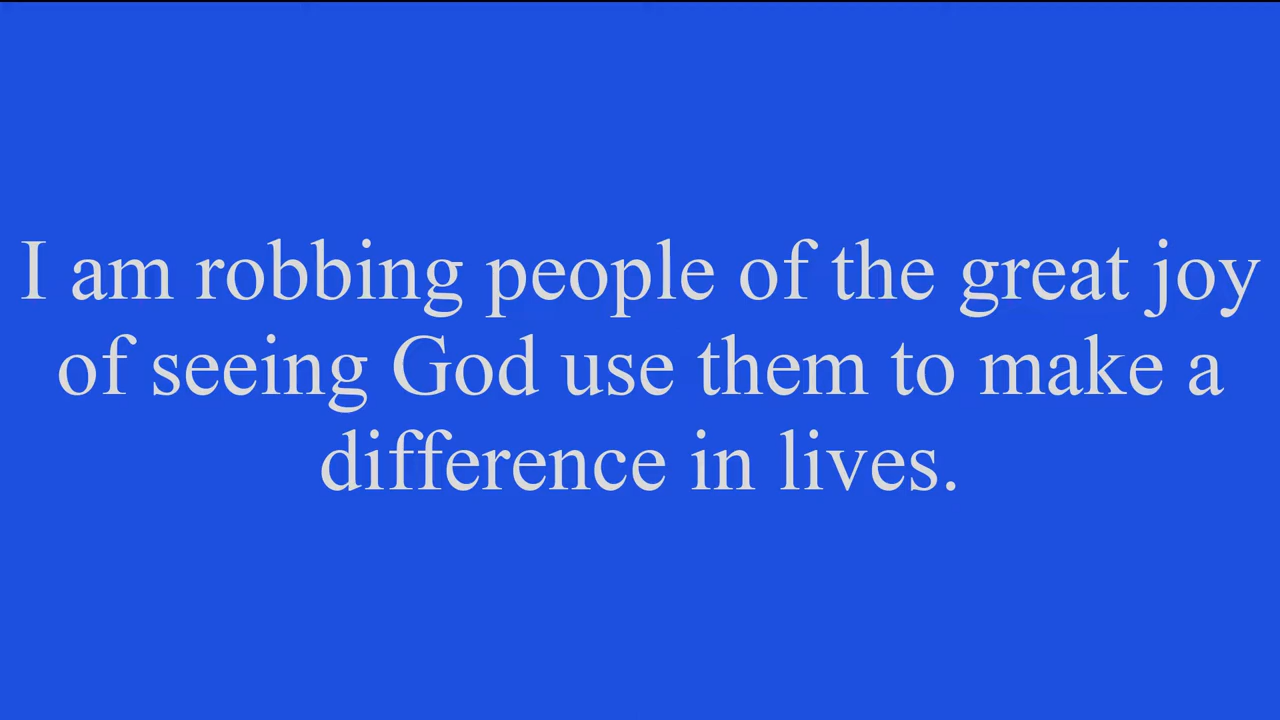 I am robbing people of the great joy
of seeing God use them to make a
difference in lives.